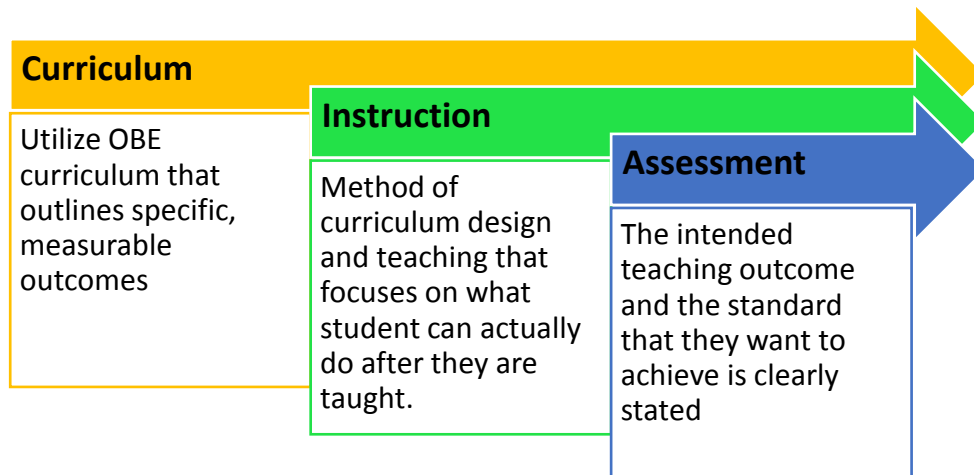 Curriculum
Utilize OBE
curriculum that
outlines specific,
measurable
outcomes
Instruction
Method of
curriculum design
and teaching that
focuses on what
student can actually
do after they are
taught.
Assessment
The intended
teaching outcome
and the standard
that they want to
achieve is clearly
stated